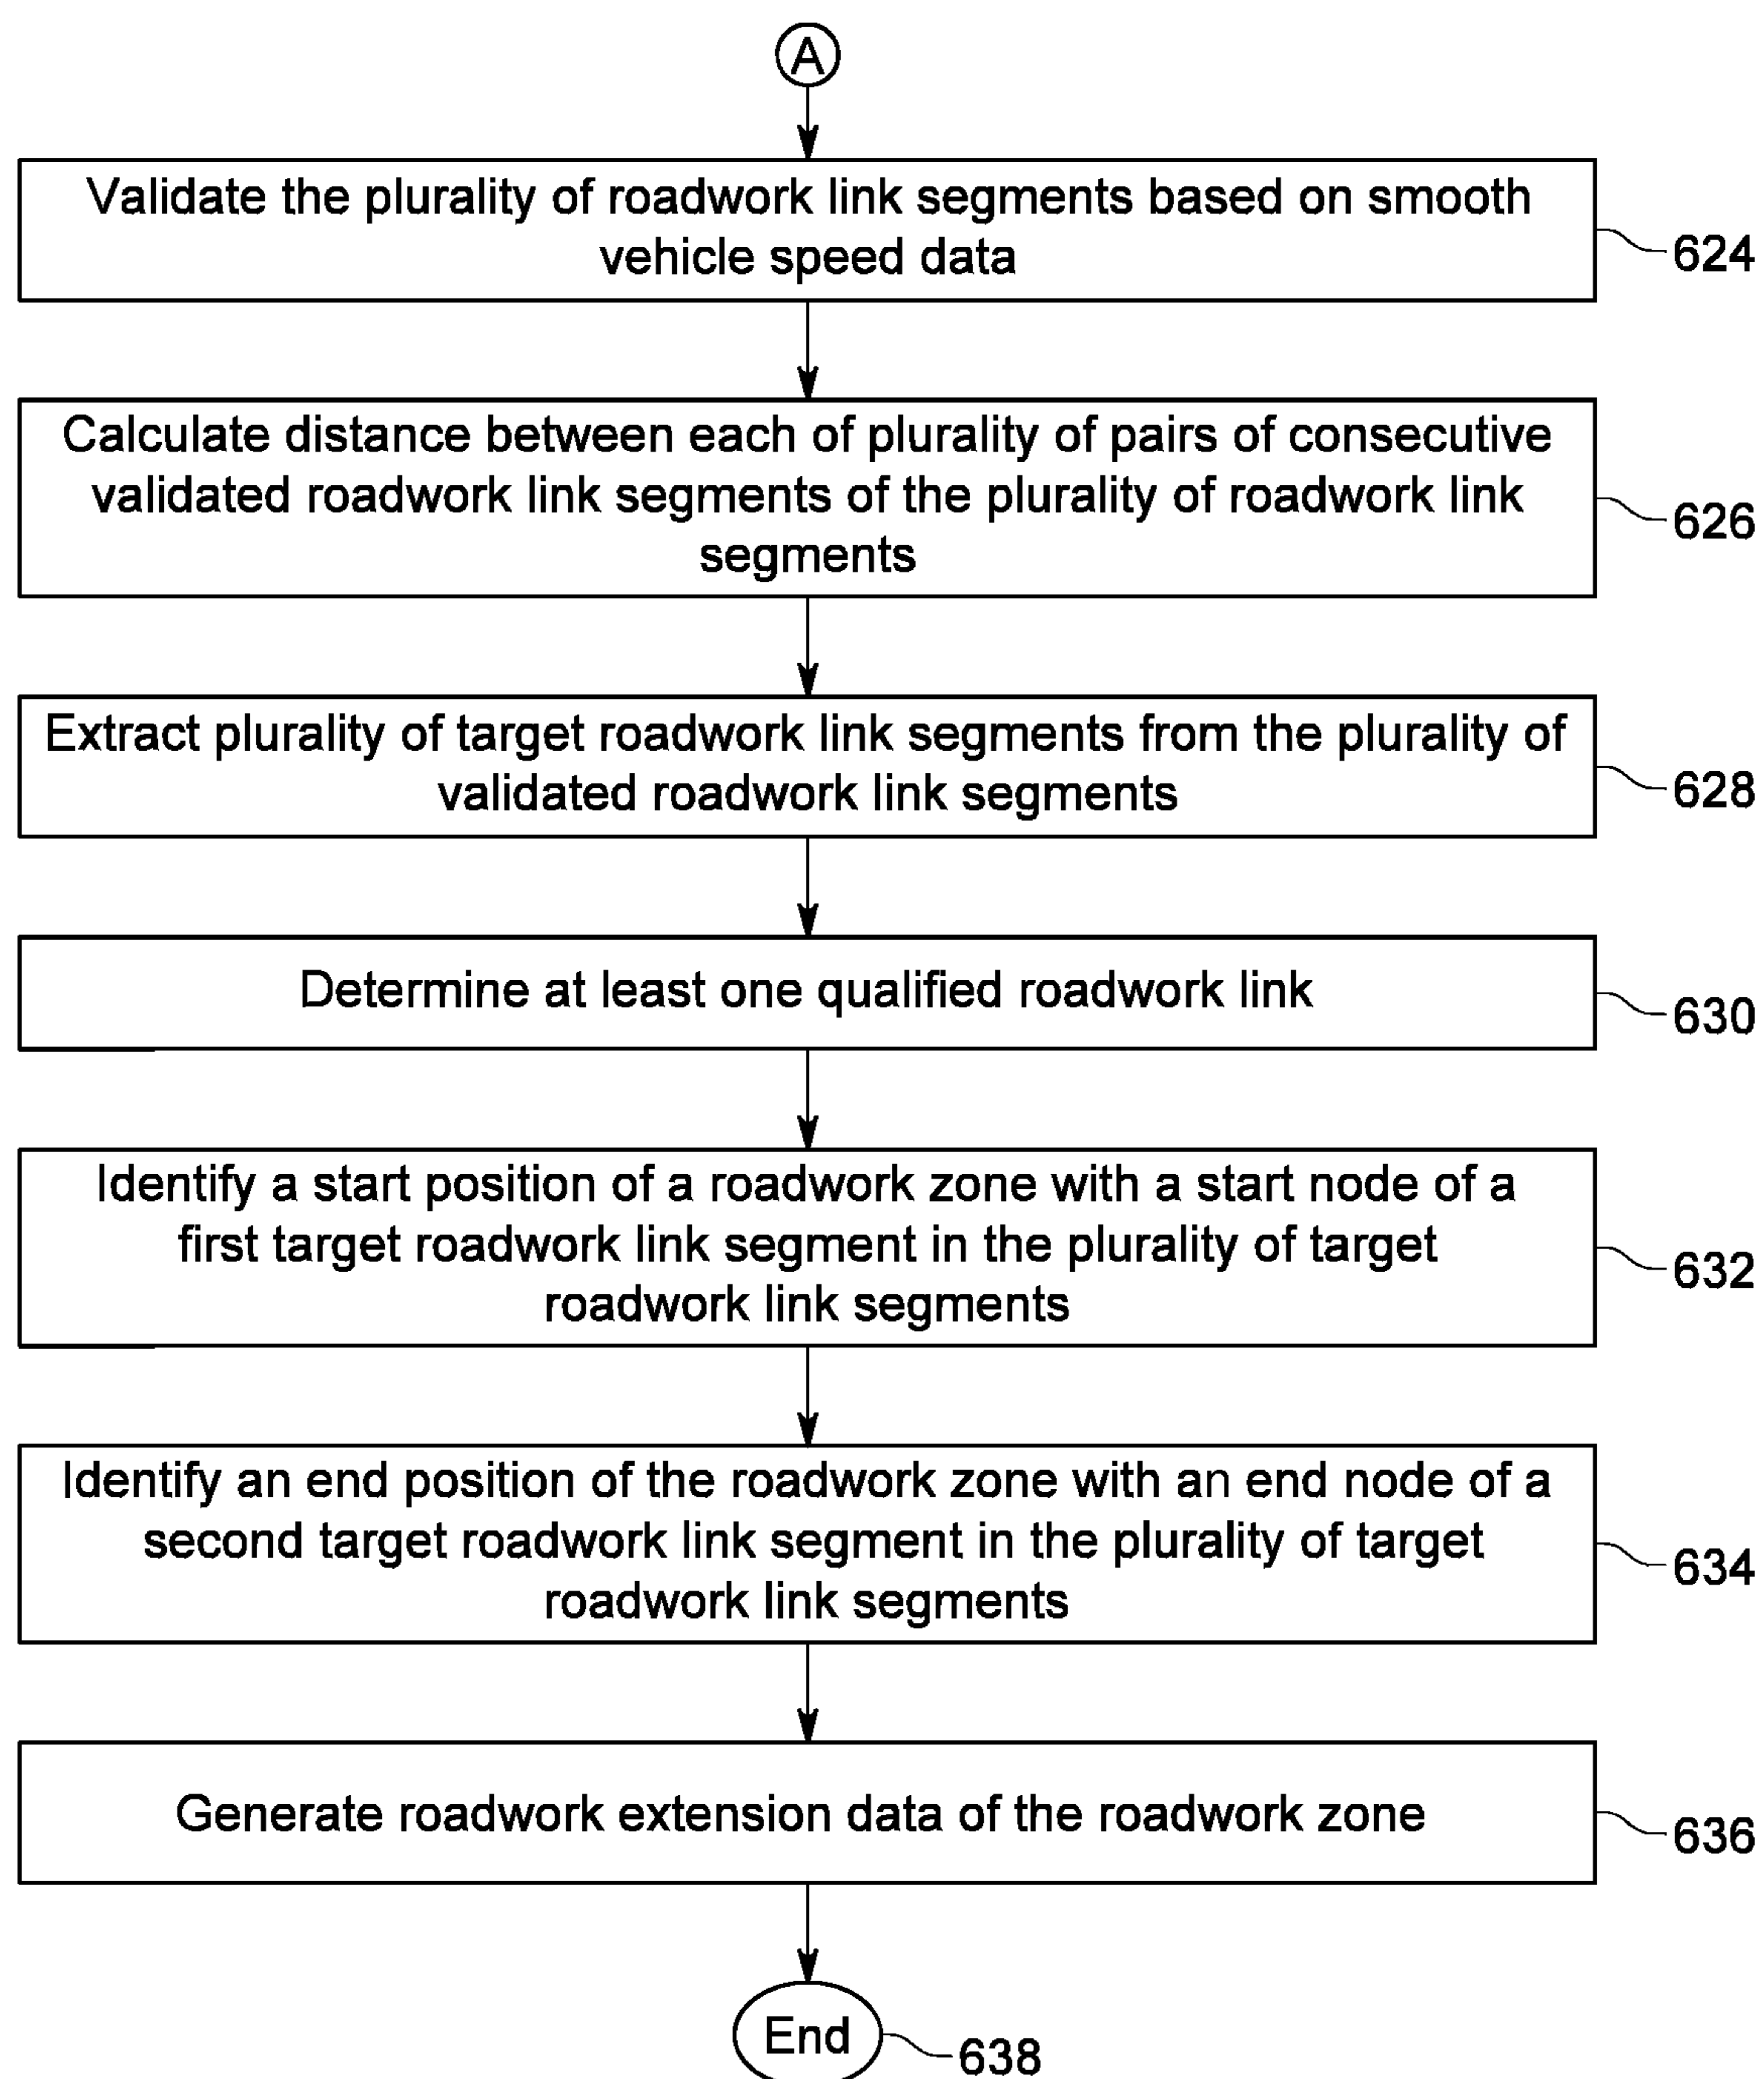 A
Validate the plurality of roadwork link segments based on smooth
vehicle speed data
624
Calculate distance between each of plurality of pairs of consecutive
validated roadwork link segments of the plurality of roadwork link
segments
626
Extract plurality of target roadwork link segments from the plurality of
validated roadwork link segments
628
Determine at least one qualified roadwork link
630
Identify a start position of a roadwork zone with a start node of a
first target roadwork link segment in the plurality of target
roadwork link segments
632
Identify an end position of the roadwork zone with an end node of a
second target roadwork link segment in the plurality of target
roadwork link segments
634
Generate roadwork extension data of the roadwork zone
636
End
638